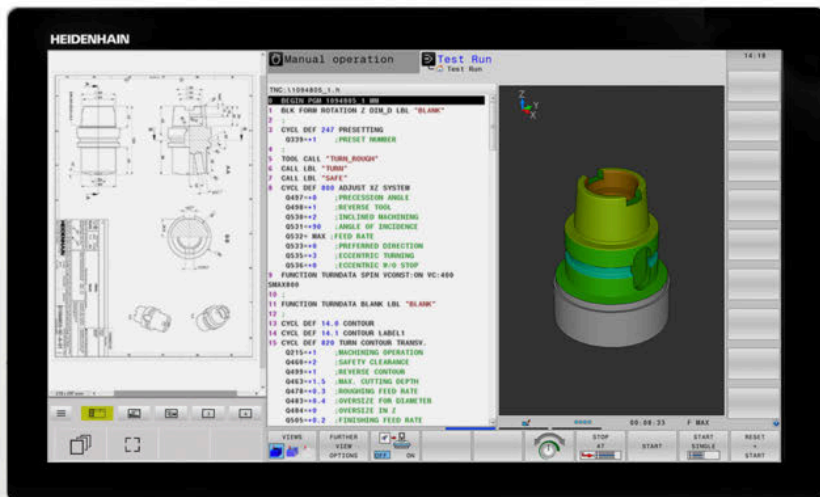 HEIDENHAIN
Manual operation
Test Run
Test Run
14:18
TNC:\1094805_1.h
0 BEGIN PGM 1094805_1 MM
1 BLK FORM ROTATION Z DIM_D LBL "BLANK"
2 ;
3 CYCL DEF 247 PRESETTING
Q339=+1 ;PRESET NUMBER
4 ;
5 TOOL CALL "TURN_ROUGH"
6 CALL LBL "TURN"
7 CALL LBL "SAFE"
8 CYCL DEF 800 ADJUST XZ SYSTEM
Q497=+0 ;PRECESSION ANGLE
Q498=+1 ;REVERSE TOOL
Q530=+2 ;INCLINED MACHINING
Q531=+90 ;ANGLE OF INCIDENCE
Q532= MAX ;FEED RATE
Q533=+0 ;PREFERRED DIRECTION
Q535=+3 ;ECCENTRIC TURNING
Q536=+0 ;ECCENTRIC W/O STOP
9 FUNCTION TURNDATA SPIN VCONST:ON VC:400
SMAX800
10 ;
11 FUNCTION TURNDATA BLANK LBL "BLANK"
12 ;
13 CYCL DEF 14.0 CONTOUR
14 CYCL DEF 14.1 CONTOUR LABEL1
15 CYCL DEF 820 TURN CONTOUR TRANSV.
Q215=+1 ;MACHINING OPERATION
Q460=+2 ;SAFETY CLEARANCE
Q499=+1 ;REVERSE CONTOUR
Q463=+1.5 ;MAX. CUTTING DEPTH
Q478=+0.3 ;ROUGHING FEED RATE
Q483=+0.4 ;OVERSIZE FOR DIAMETER
Q484=+0 ;OVERSIZE IN Z
Q505=+0.2 ;FINISHING FEED RATE
Z
Y
X
00:08:33 F MAX
VIEWS
FURTHER
VIEW
OPTIONS
OFF ON
STOP
AT
START
START
SINGLE
RESET
+
START